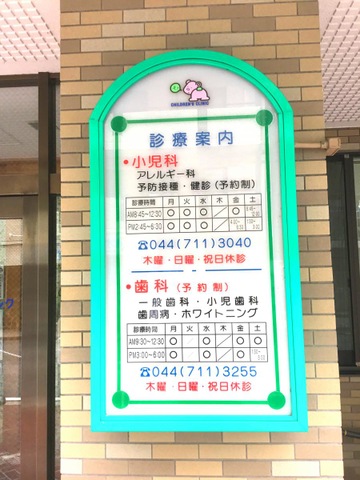 CHILDREN'S CLINIC
診療案内
•小児科
アレルギー科
予防接種・健診(予約制)
診療時間 月 火 水 木 金 土
AM8:45~12:30 ○ ○ ○ / ○
PM2:45~6:30 ○ ○ ○ /
☎044(711)3040
木曜・日曜・祝日休診
•歯科(予約制)
一般歯科・小児歯科
歯周病・ホワイトニング
診療時間 月 火 水 木 金 土
AM9:30~12:30 ○ ○ ○ ○
PM3:00~6:00 ○ ○ ○
☎044(711)3255
木曜・日曜・祝日休診